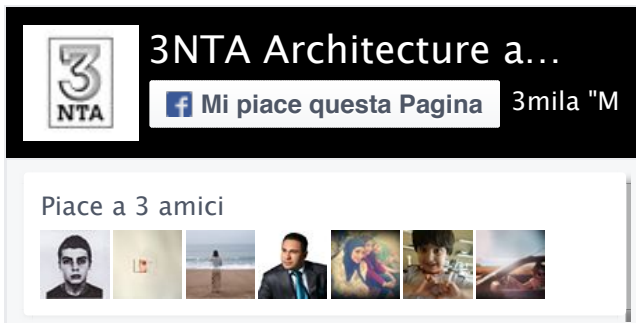 3
NTA
3NTA Architecture a...
f Mi piace questa Pagina
3mila "M
Piace a 3 amici